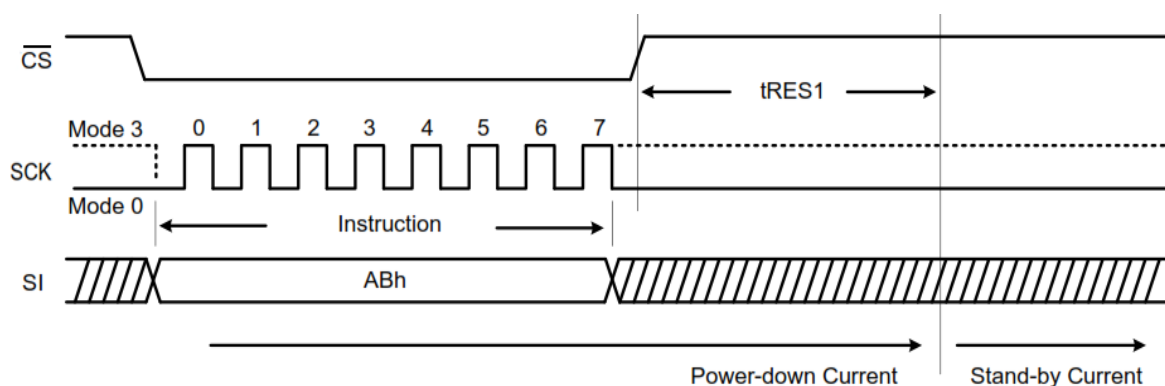 CS
tRES1
Mode 3 0 1 2 3 4 5 6 7
SCK
Mode 0
Instruction
SI ABh
Power-down Current Stand-by Current